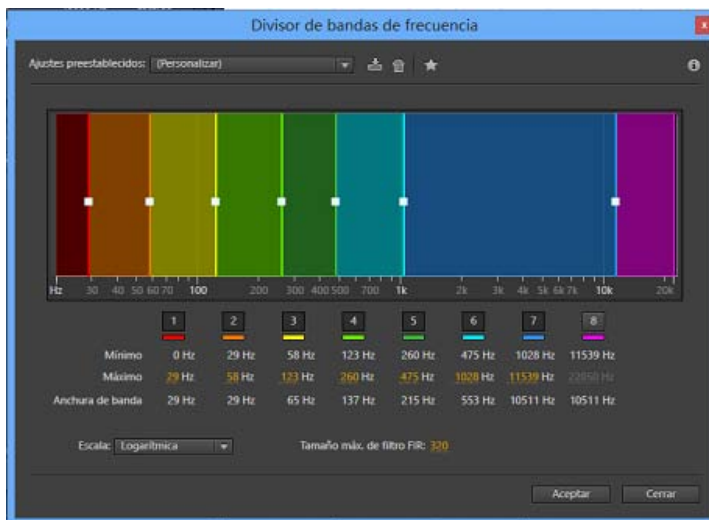 Divisor de bandas de frecuencia
x
Ajustes preestablecidos: (Personalizar)
Hz 30 40 50 60 70 100 200 300 400 500 700 1k 2k 3k 4k 5k 6k 7k 10k 20k
1 2 3 4 5 6 7 8
Mínimo 0 Hz 29 Hz 58 Hz 123 Hz 260 Hz 475 Hz 1028 Hz 11539 Hz
Máximo 29 Hz 58 Hz 123 Hz 260 Hz 475 Hz 1028 Hz 11539 Hz 22050 Hz
Anchura de banda 29 Hz 29 Hz 65 Hz 137 Hz 215 Hz 553 Hz 10511 Hz 10511 Hz
Escala: Logarítmica Tamaño máx. de filtro FIR: 320
Aceptar Cerrar